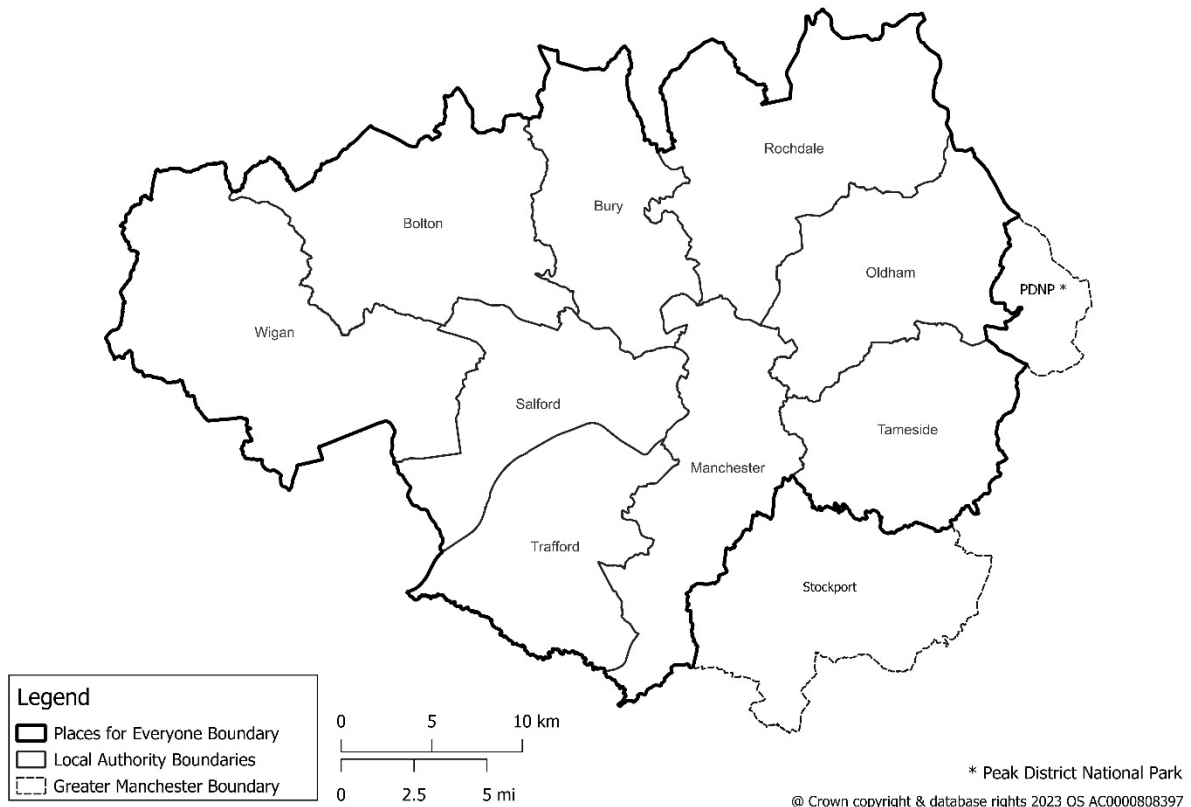 Rochdale
Bury
Bolton
Oldham
PDNP *
Wigan
Salford
Tameside
Manchester
Trafford
Stockport
Legend
Places for Everyone Boundary
Local Authority Boundaries
Greater Manchester Boundary
0 5 10 km
0 2.5 5 mi
* Peak District National Park
@ Crown copyright & database rights 2023 OS AC0000808397